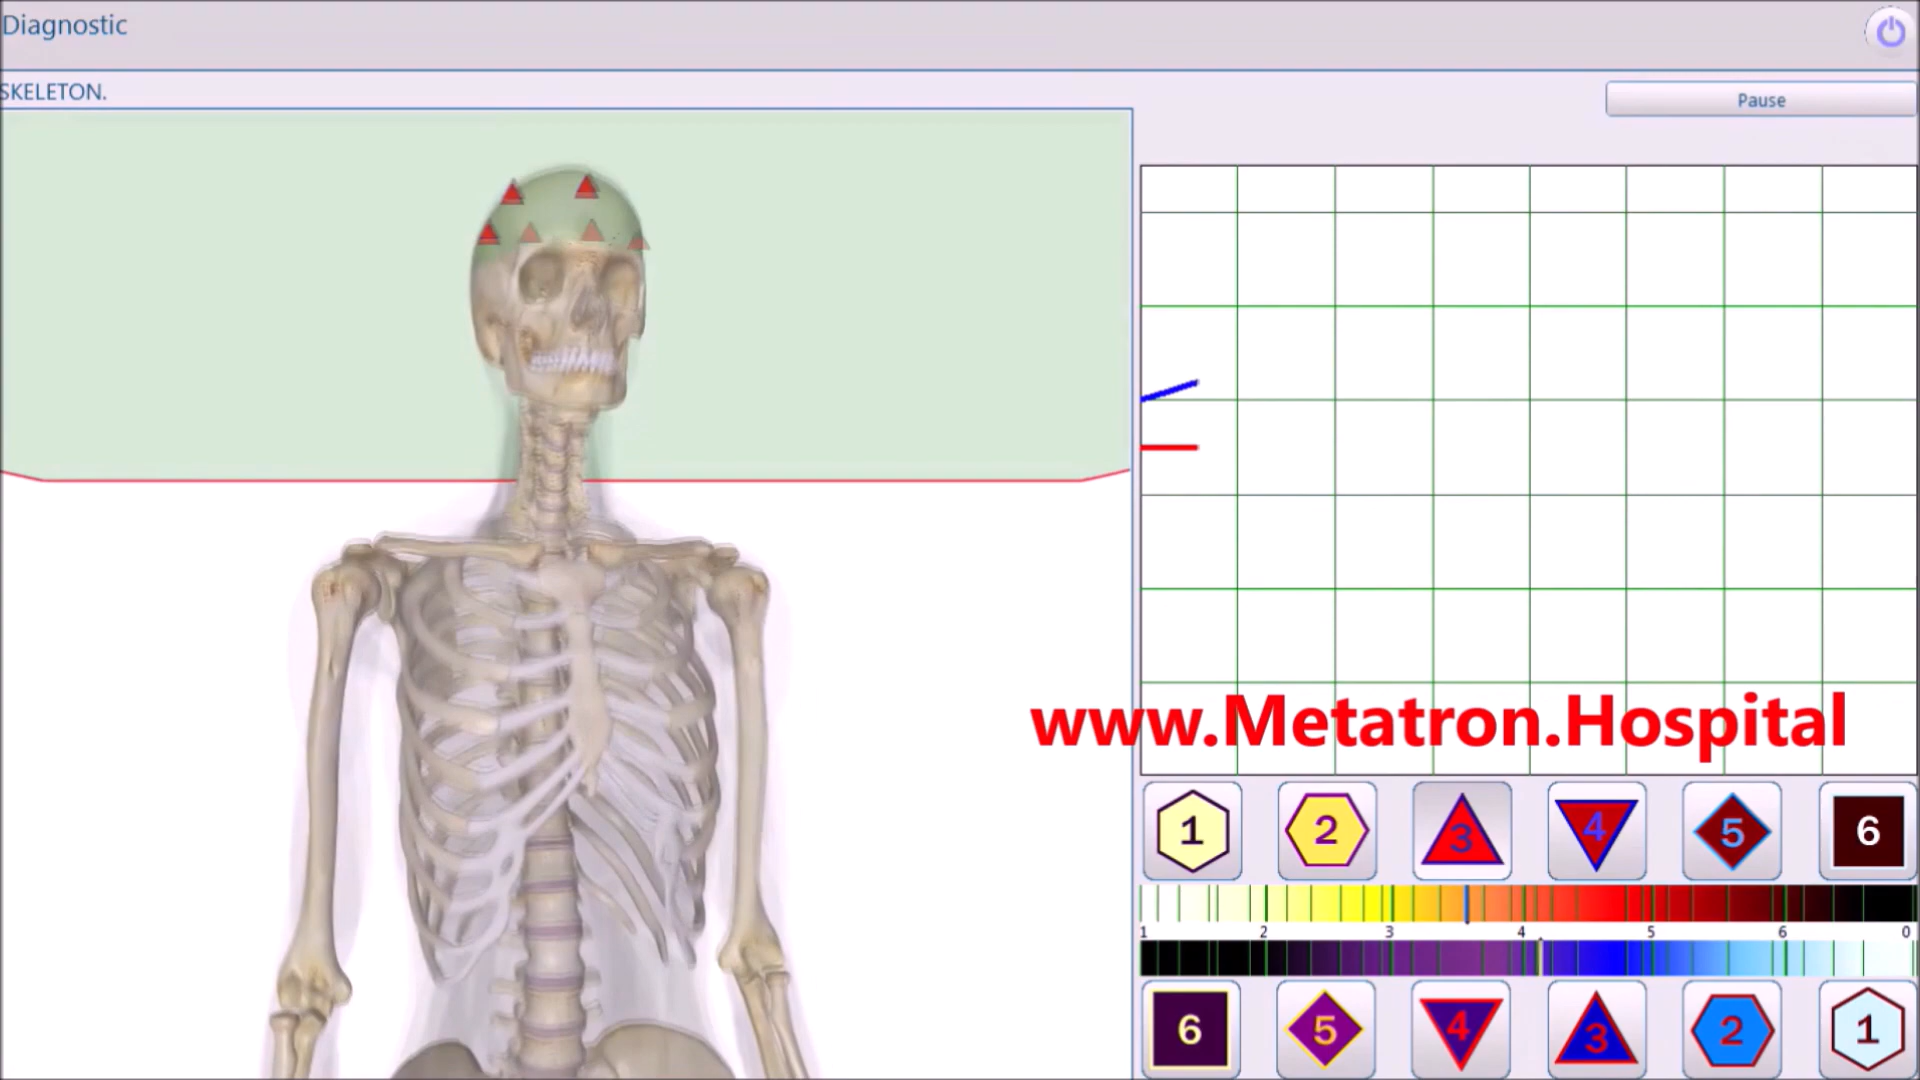 Diagnostic
SKELETON.
Pause
www.Metatron.Hospital
1 2 3 4 5 6
1 2 3 4 5 6 0
6 5 4 3 2 1